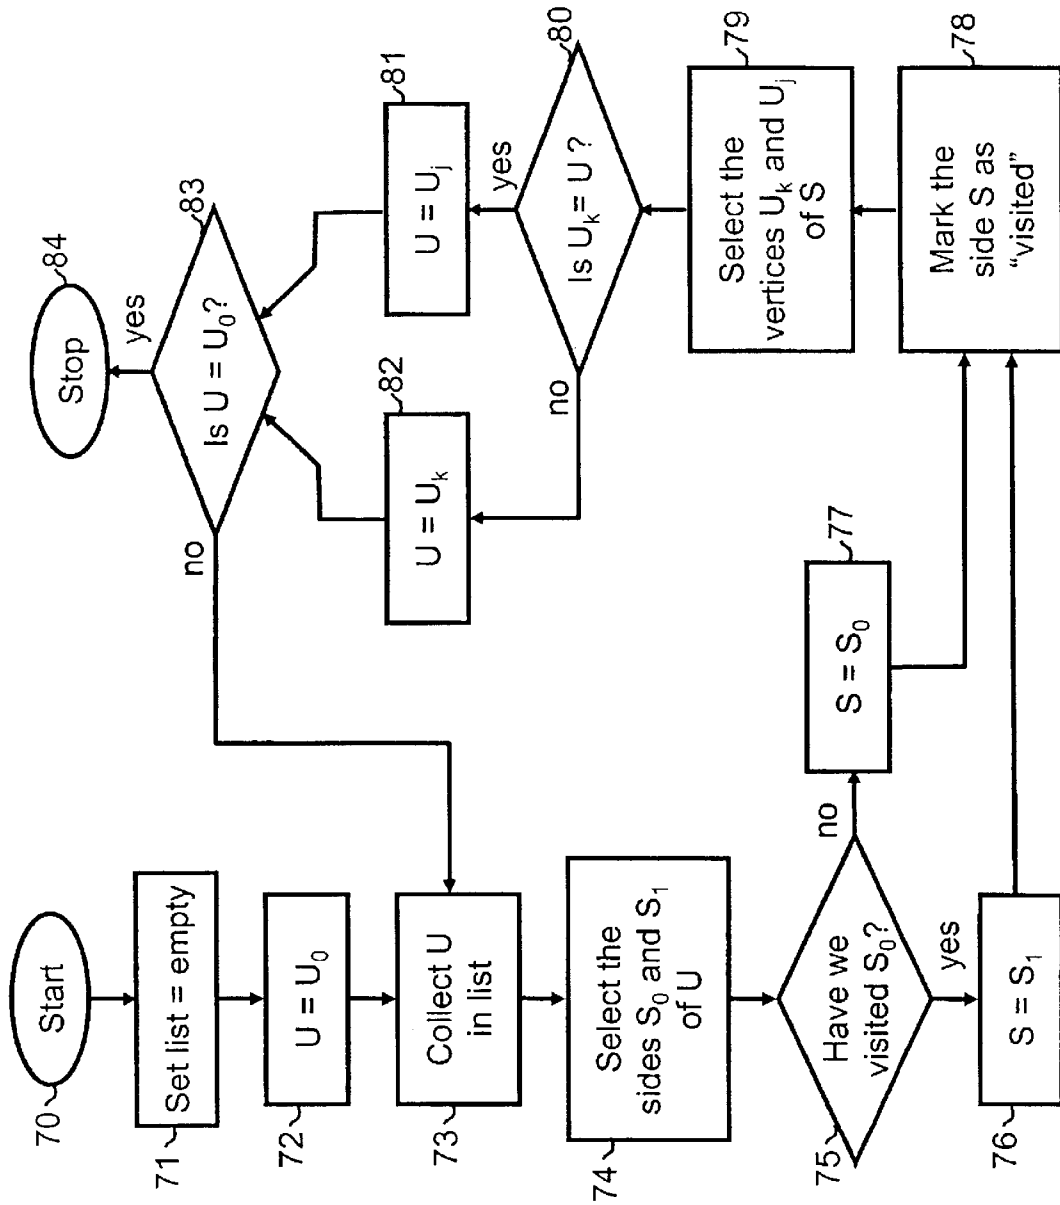 70
Start
71
Set list = empty
72
U = U₀
73
Collect U
in list
74
Select the
sides S₀ and S₁
of U
75
Have we
visited S₀?
no
yes
76
S = S₁
77
S = S₀
78
Mark the
side S as
“visited”
79
Select the
vertices Uₖ and Uⱼ
of S
80
Is Uₖ = U ?
yes
no
81
U = Uⱼ
82
U = Uₖ
83
Is U = U₀?
no
yes
84
Stop